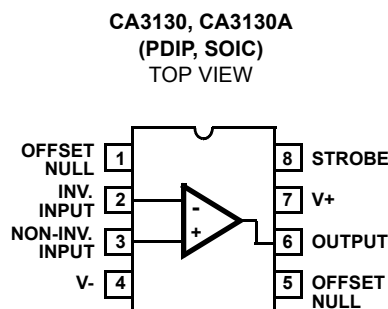 CA3130, CA3130A
(PDIP, SOIC)
TOP VIEW
OFFSET
NULL
1
8
STROBE
INV.
INPUT
2
-
7
V+
NON-INV.
INPUT
3
+
6
OUTPUT
V-
4
5
OFFSET
NULL